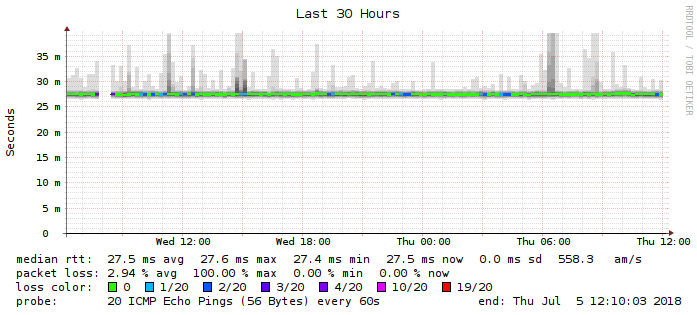 Last 30 Hours
RRDTOOL / TOBI OETIKER
Seconds
35 m
30 m
25 m
20 m
15 m
10 m
5 m
0
Wed 12:00 Wed 18:00 Thu 00:00 Thu 06:00 Thu 12:00
median rtt: 27.5 ms avg 27.6 ms max 27.4 ms min 27.5 ms now 0.0 ms sd 558.3 am/s
packet loss: 2.94 % avg 100.00 % max 0.00 % min 0.00 % now
loss color: 0 1/20 2/20 3/20 4/20 10/20 19/20
probe: 20 ICMP Echo Pings (56 Bytes) every 60s end: Thu Jul 5 12:10:03 2018